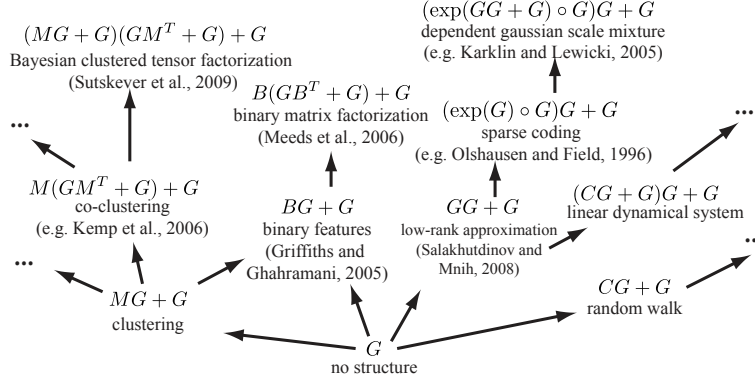 (exp(GG + G) ∘ G)G + G
dependent gaussian scale mixture
(e.g. Karklin and Lewicki, 2005)
(MG + G)(GM^T + G) + G
Bayesian clustered tensor factorization
(Sutskever et al., 2009)
B(GB^T + G) + G
binary matrix factorization
(Meeds et al., 2006)
(exp(G) ∘ G)G + G
sparse coding
(e.g. Olshausen and Field, 1996)
...
...
M(GM^T + G) + G
co-clustering
(e.g. Kemp et al., 2006)
BG + G
binary features
(Griffiths and
Ghahramani, 2005)
GG + G
low-rank approximation
(Salakhutdinov and
Mnih, 2008)
(CG + G)G + G
linear dynamical system
...
..
MG + G
clustering
CG + G
random walk
G
no structure